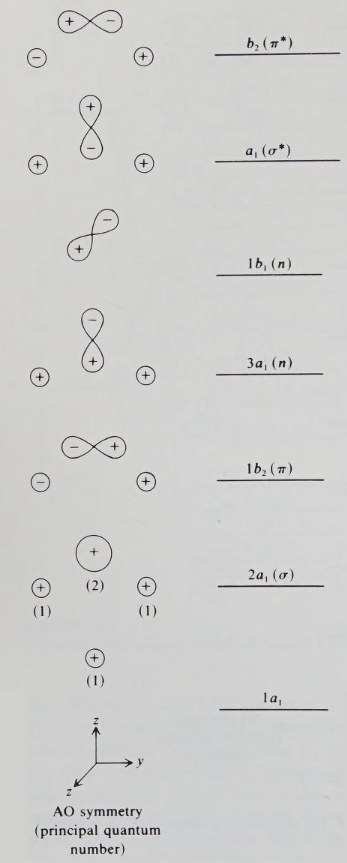 + −
− +
b₂(π*)
+
−
+ +
a₁(σ*)
−
+
1b₁(n)
−
+
+ +
3a₁(n)
− +
− +
1b₂(π)
+
+ (2) +
(1) (1)
2a₁(σ)
+
(1)
1a₁
z
y
z
AO symmetry
(principal quantum
number)